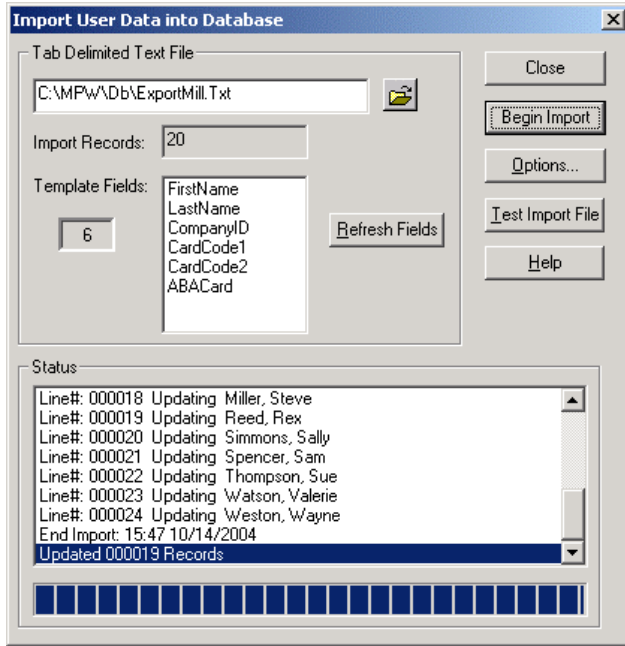 Import User Data into Database
Tab Delimited Text File
C:\MPW\Db\ExportMill.Txt
Close
Begin Import
Import Records: 20
Options...
Template Fields:
FirstName
LastName
CompanyID
CardCode1
CardCode2
ABACard
6
Refresh Fields
Test Import File
Help
Status
Line#: 000018 Updating Miller, Steve
Line#: 000019 Updating Reed, Rex
Line#: 000020 Updating Simmons, Sally
Line#: 000021 Updating Spencer, Sam
Line#: 000022 Updating Thompson, Sue
Line#: 000023 Updating Watson, Valerie
Line#: 000024 Updating Weston, Wayne
End Import: 15:47 10/14/2004
Updated 000019 Records